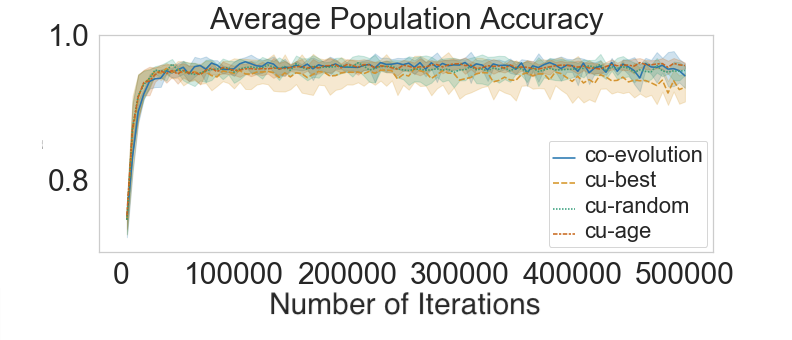 Average Population Accuracy
1.0
0.8
co-evolution
cu-best
cu-random
cu-age
0 100000 200000 300000 400000 500000
Number of Iterations